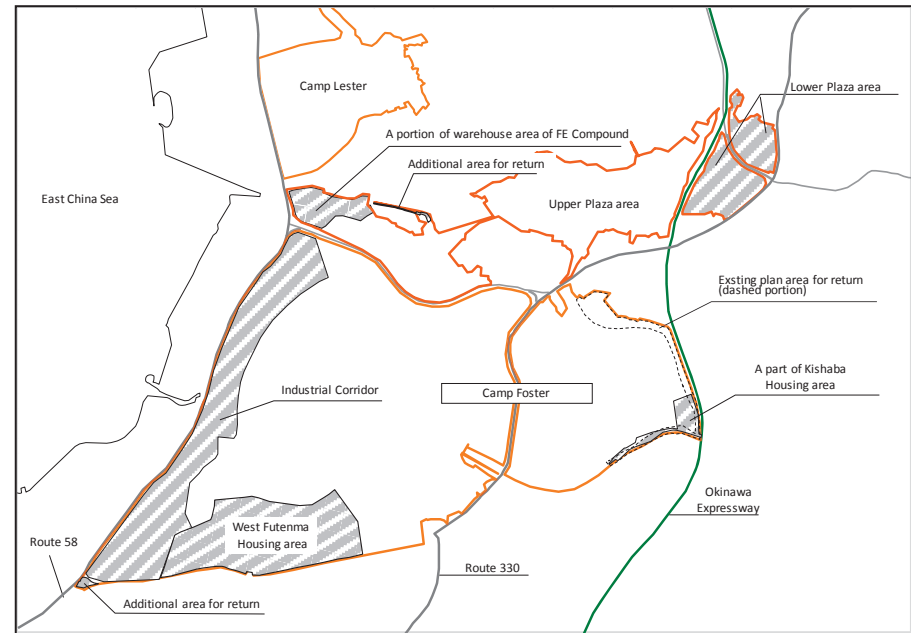 Camp Lester
Lower Plaza area
A portion of warehouse area of FE Compound
Additional area for return
East China Sea
Upper Plaza area
Exsting plan area for return
(dashed portion)
A part of Kishaba
Housing area
Industrial Corridor
Camp Foster
Okinawa
Expressway
West Futenma
Housing area
Route 58
Route 330
Additional area for return